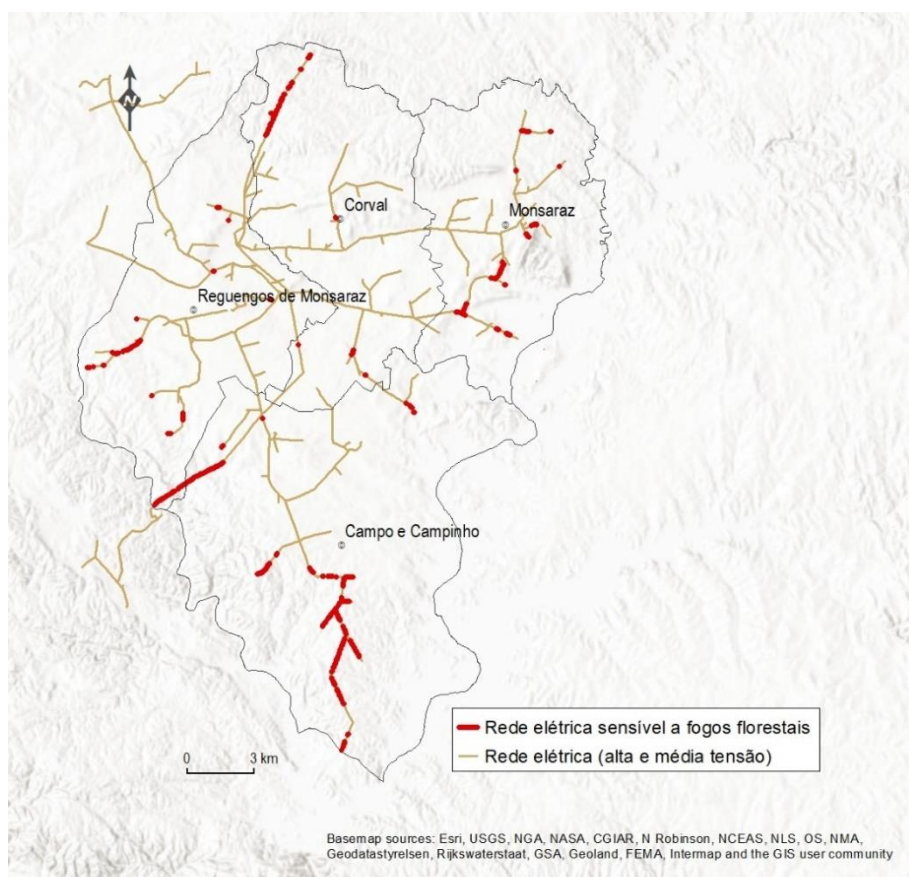 N
Corval
Monsaraz
Reguengos de Monsaraz
Campo e Campinho
Rede elétrica sensível a fogos florestais
Rede elétrica (alta e média tensão)
0 3 km
Basemap sources: Esri, USGS, NGA, NASA, CGIAR, N Robinson, NCEAS, NLS, OS, NMA,
Geodatastyrelsen, Rijkswaterstaat, GSA, Geoland, FEMA, Intermap and the GIS user community